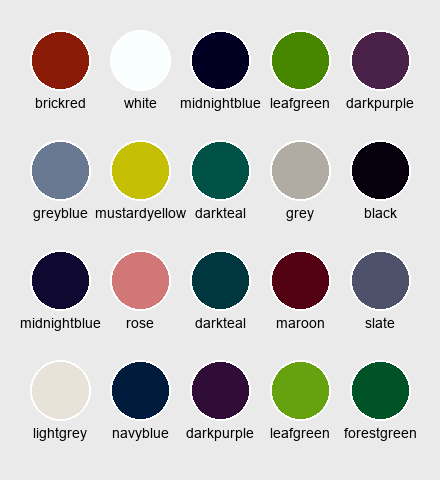 brickred white midnightblue leafgreen darkpurple
greyblue mustardyellow darkteal grey black
midnightblue rose darkteal maroon slate
lightgrey navyblue darkpurple leafgreen forestgreen